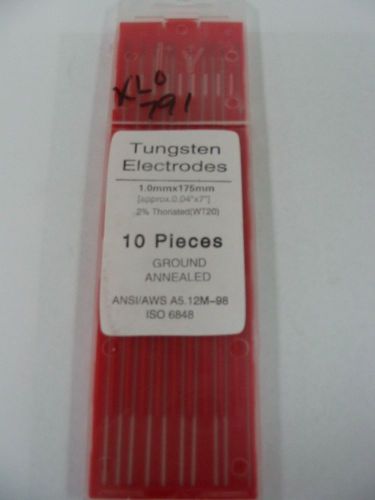 XLO
791
Tungsten
Electrodes
1.0mmx175mm
[approx.0.04"x7"]
2% Thoriated(WT20)
10 Pieces
GROUND
ANNEALED
ANSI/AWS A5.12M-98
ISO 6848